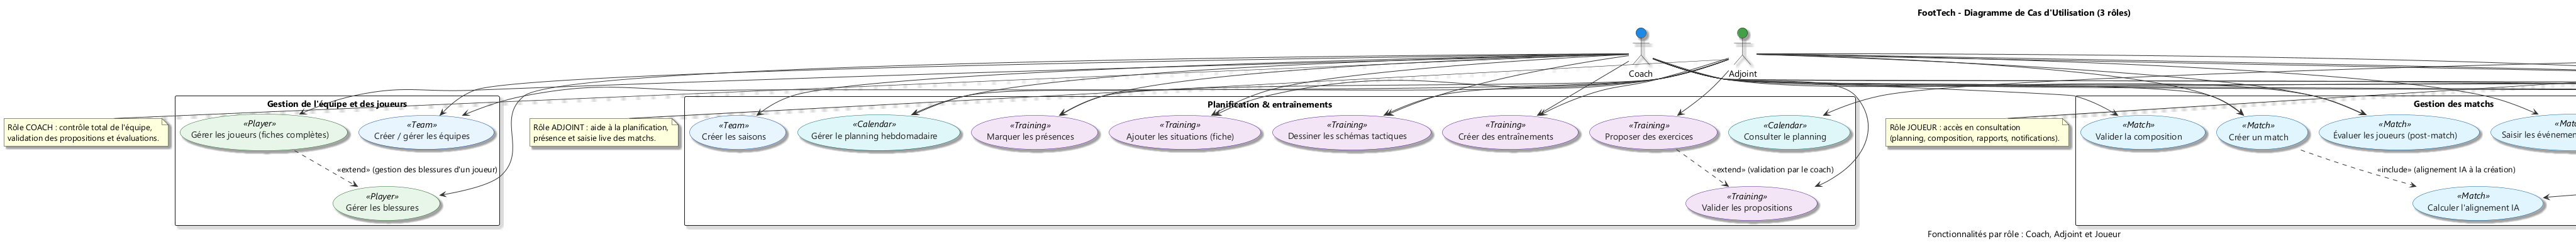 FootTech - Diagramme de Cas d'Utilisation (3 rôles)
Coach
Adjoint
Rôle COACH : contrôle total de l'équipe,
validation des propositions et évaluations.
Gestion de l'équipe et des joueurs
«Player»
Gérer les joueurs (fiches complètes)
«Team»
Créer / gérer les équipes
«extend» (gestion des blessures d'un joueur)
«Player»
Gérer les blessures
Rôle ADJOINT : aide à la planification,
présence et saisie live des matchs.
Planification & entraînements
«Team»
Créer les saisons
«Calendar»
Gérer le planning hebdomadaire
«Training»
Marquer les présences
«Training»
Ajouter les situations (fiche)
«Training»
Dessiner les schémas tactiques
«Training»
Créer des entraînements
«Training»
Proposer des exercices
«Calendar»
Consulter le planning
«extend» (validation par le coach)
«Training»
Valider les propositions
Rôle JOUEUR : accès en consultation
(planning, composition, rapports, notifications).
Gestion des matchs
«Match»
Valider la composition
«Match»
Créer un match
«Match»
Évaluer les joueurs (post-match)
Saisir les
«include» (alignement IA à la création)
«Match»
Calculer l'alignement IA
Fonctionnalités par rôle : Coach, Adjoint et Joueur